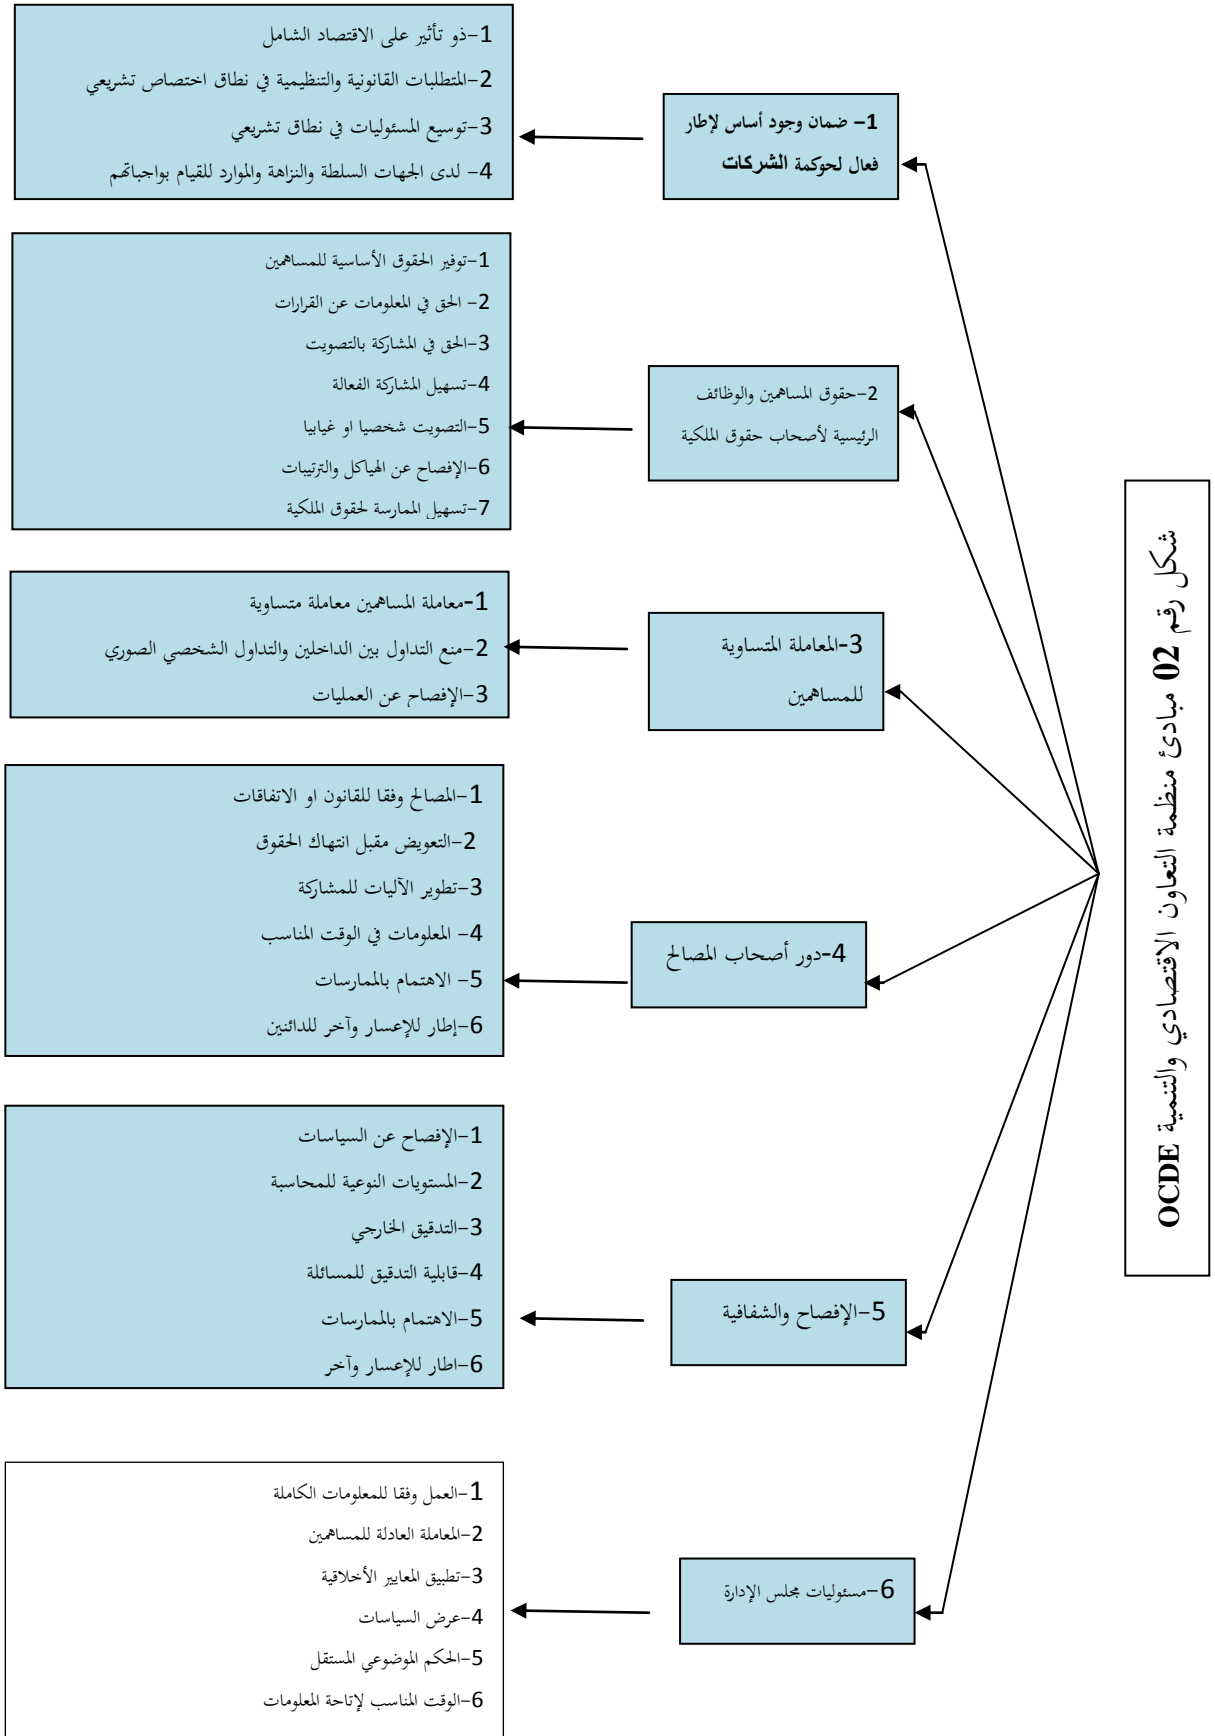 شكل رقم 02 مبادئ منظمة التعاون الاقتصادي والتنمية OCDE
1– ضمان وجود أساس لإطار
فعال لحوكمة الشركات
1–ذو تأثير على الاقتصاد الشامل
2–المتطلبات القانونية والتنظيمية في نطاق اختصاص تشريعي
3–توسيع المسئوليات في نطاق تشريعي
4– لدى الجهات السلطة والنزاهة والموارد للقيام بواجباتهم
2–حقوق المساهمين والوظائف
الرئيسية لأصحاب حقوق الملكية
1–توفير الحقوق الأساسية للمساهمين
2– الحق في المعلومات عن القرارات
3–الحق في المشاركة بالتصويت
4–تسهيل المشاركة الفعالة
5–التصويت شخصيا او غيابيا
6–الإفصاح عن الهياكل والترتيبات
7–تسهيل الممارسة لحقوق الملكية
3–المعاملة المتساوية
للمساهمين
1–معاملة المساهمين معاملة متساوية
2–منع التداول بين الداخلين والتداول الشخصي الصوري
3–الإفصاح عن العمليات
4–دور أصحاب المصالح
1–المصالح وفقا للقانون او الاتفاقات
2–التعويض مقبل انتهاك الحقوق
3–تطوير الآليات للمشاركة
4– المعلومات في الوقت المناسب
5– الاهتمام بالممارسات
6–إطار للإعسار وآخر للدائنين
5–الإفصاح والشفافية
1–الإفصاح عن السياسات
2–المستويات النوعية للمحاسبة
3–التدقيق الخارجي
4–قابلية التدقيق للمسائلة
5–الاهتمام بالممارسات
6–اطار للإعسار وآخر
6–مسئوليات مجلس الإدارة
1–العمل وفقا للمعلومات الكاملة
2–المعاملة العادلة للمساهمين
3–تطبيق المعايير الأخلاقية
4–عرض السياسات
5–الحكم الموضوعي المستقل
6–الوقت المناسب لإتاحة المعلومات